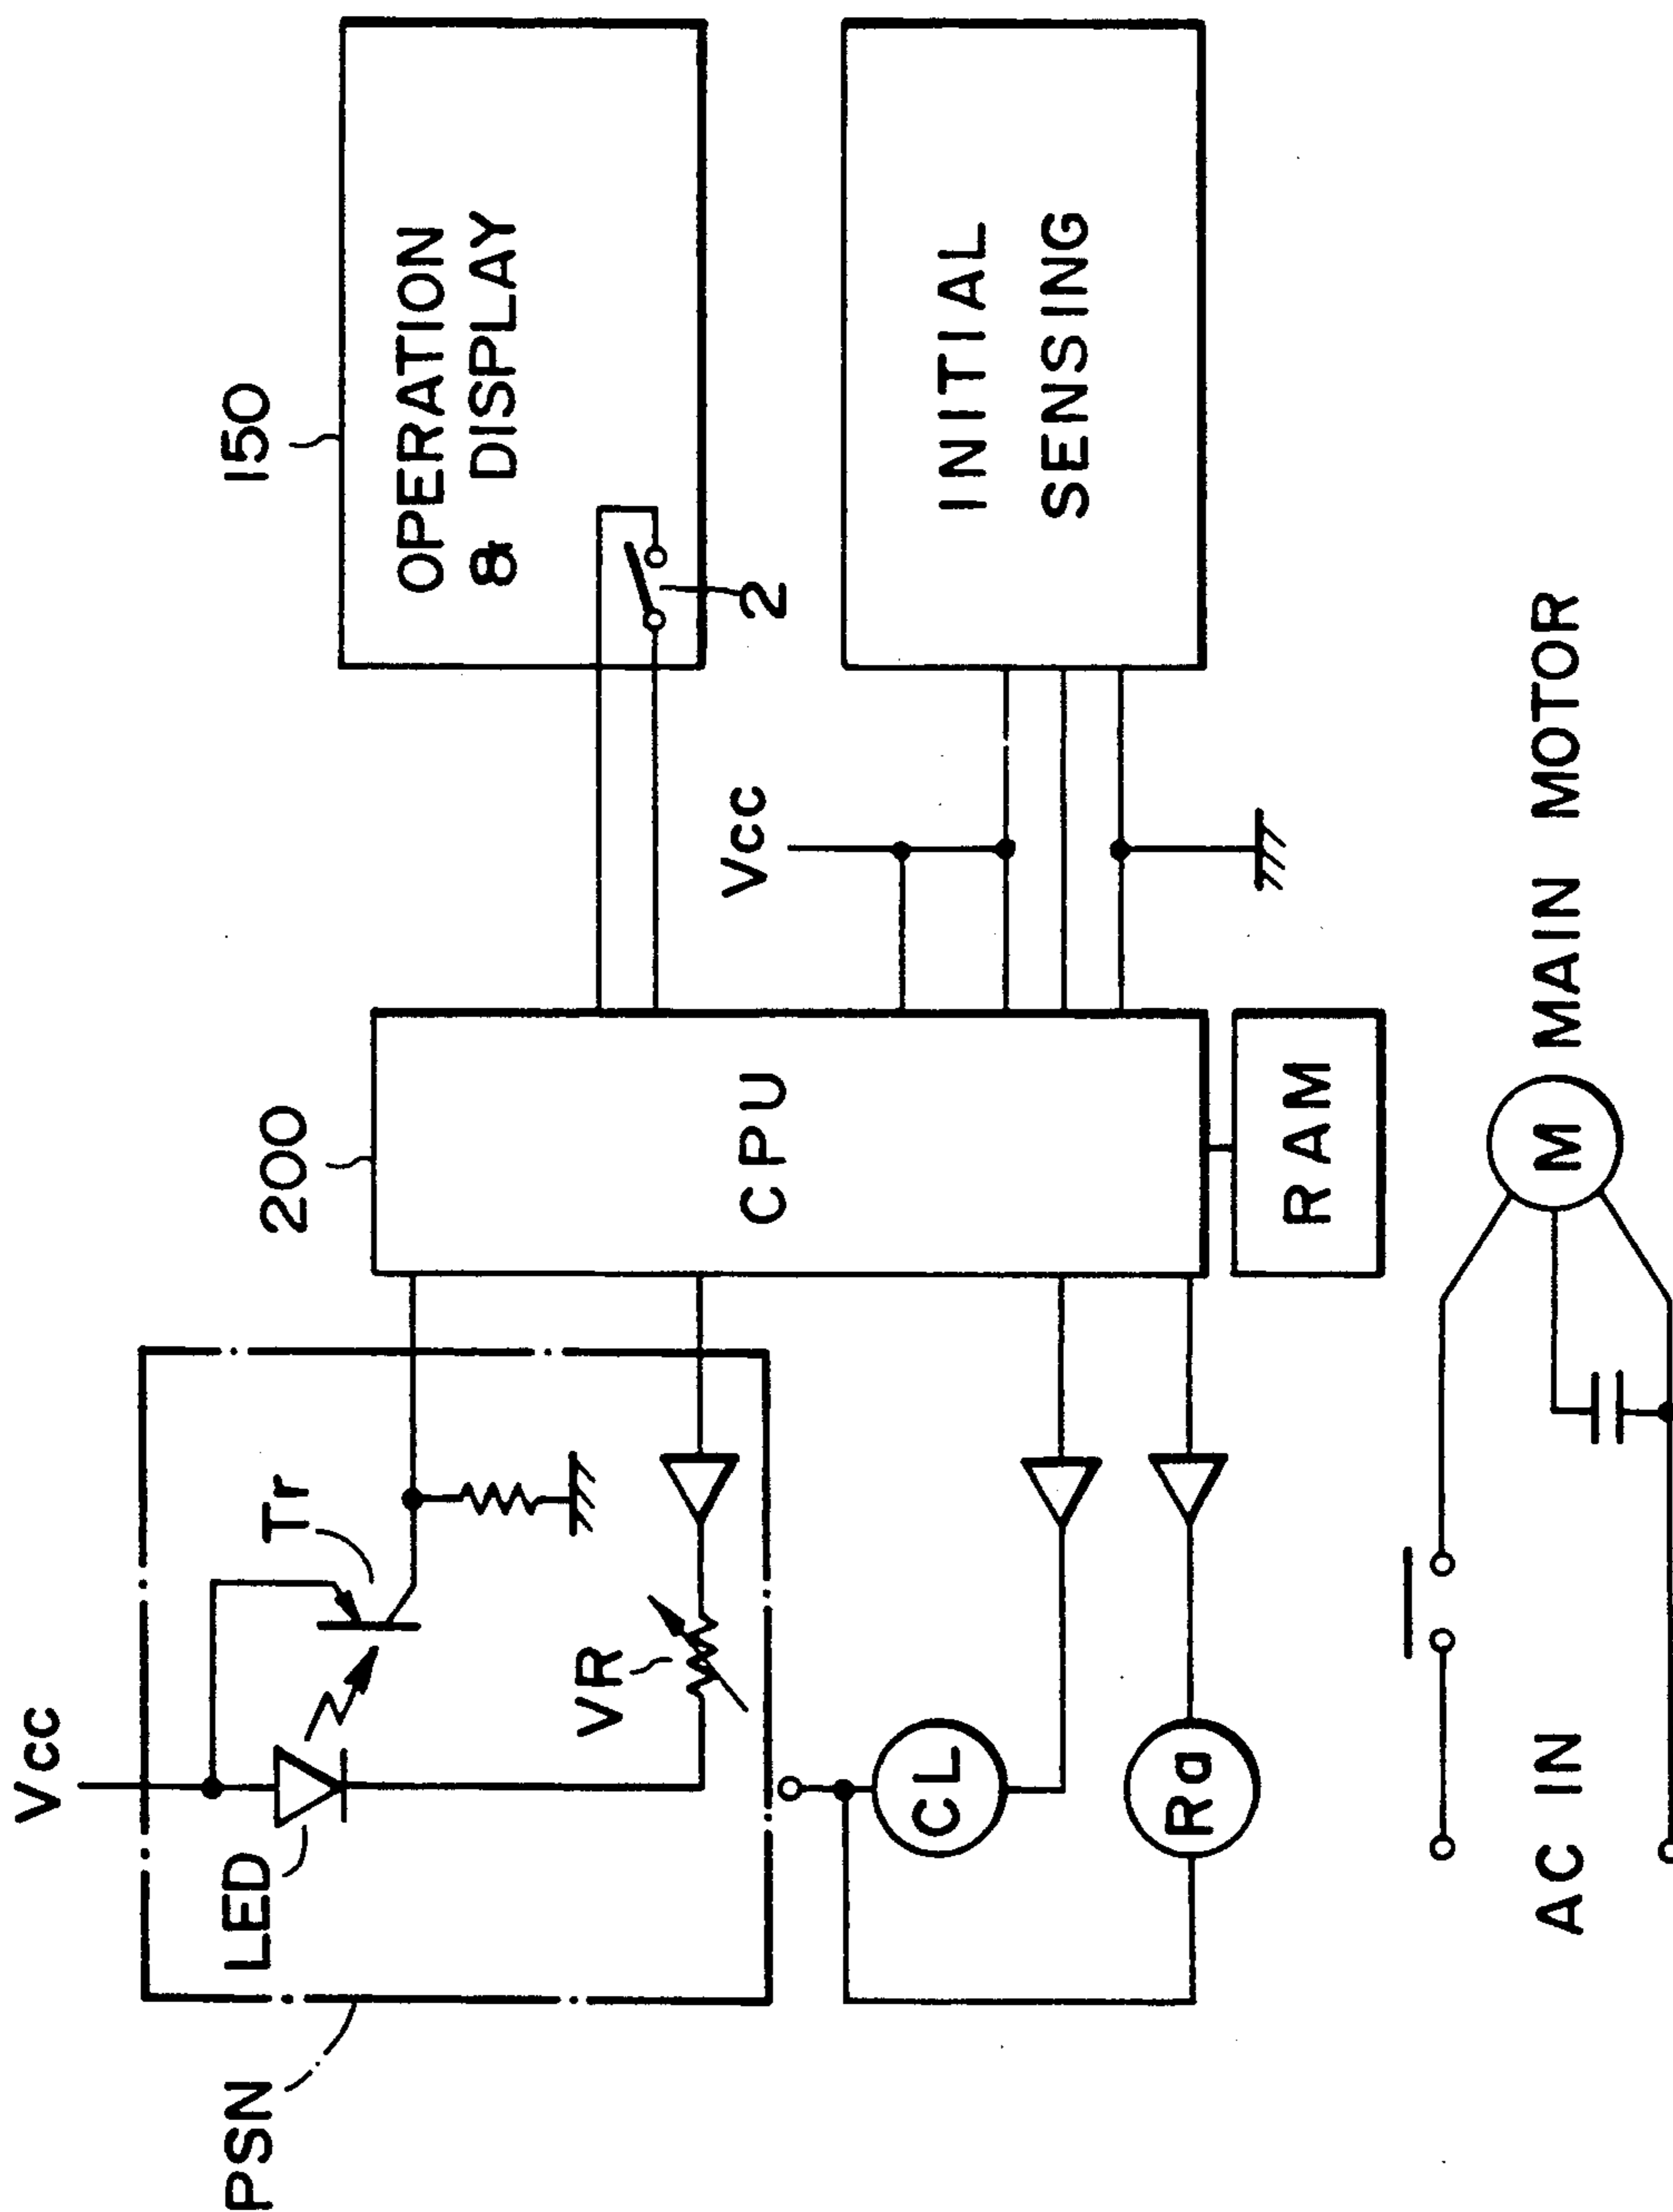 150
OPERATION
& DISPLAY
2
INITIAL
SENSING
Vcc
200
CPU
RAM
Vcc
Tr
LED
VR
PSN
CL
Ra
M
MAIN MOTOR
AC IN